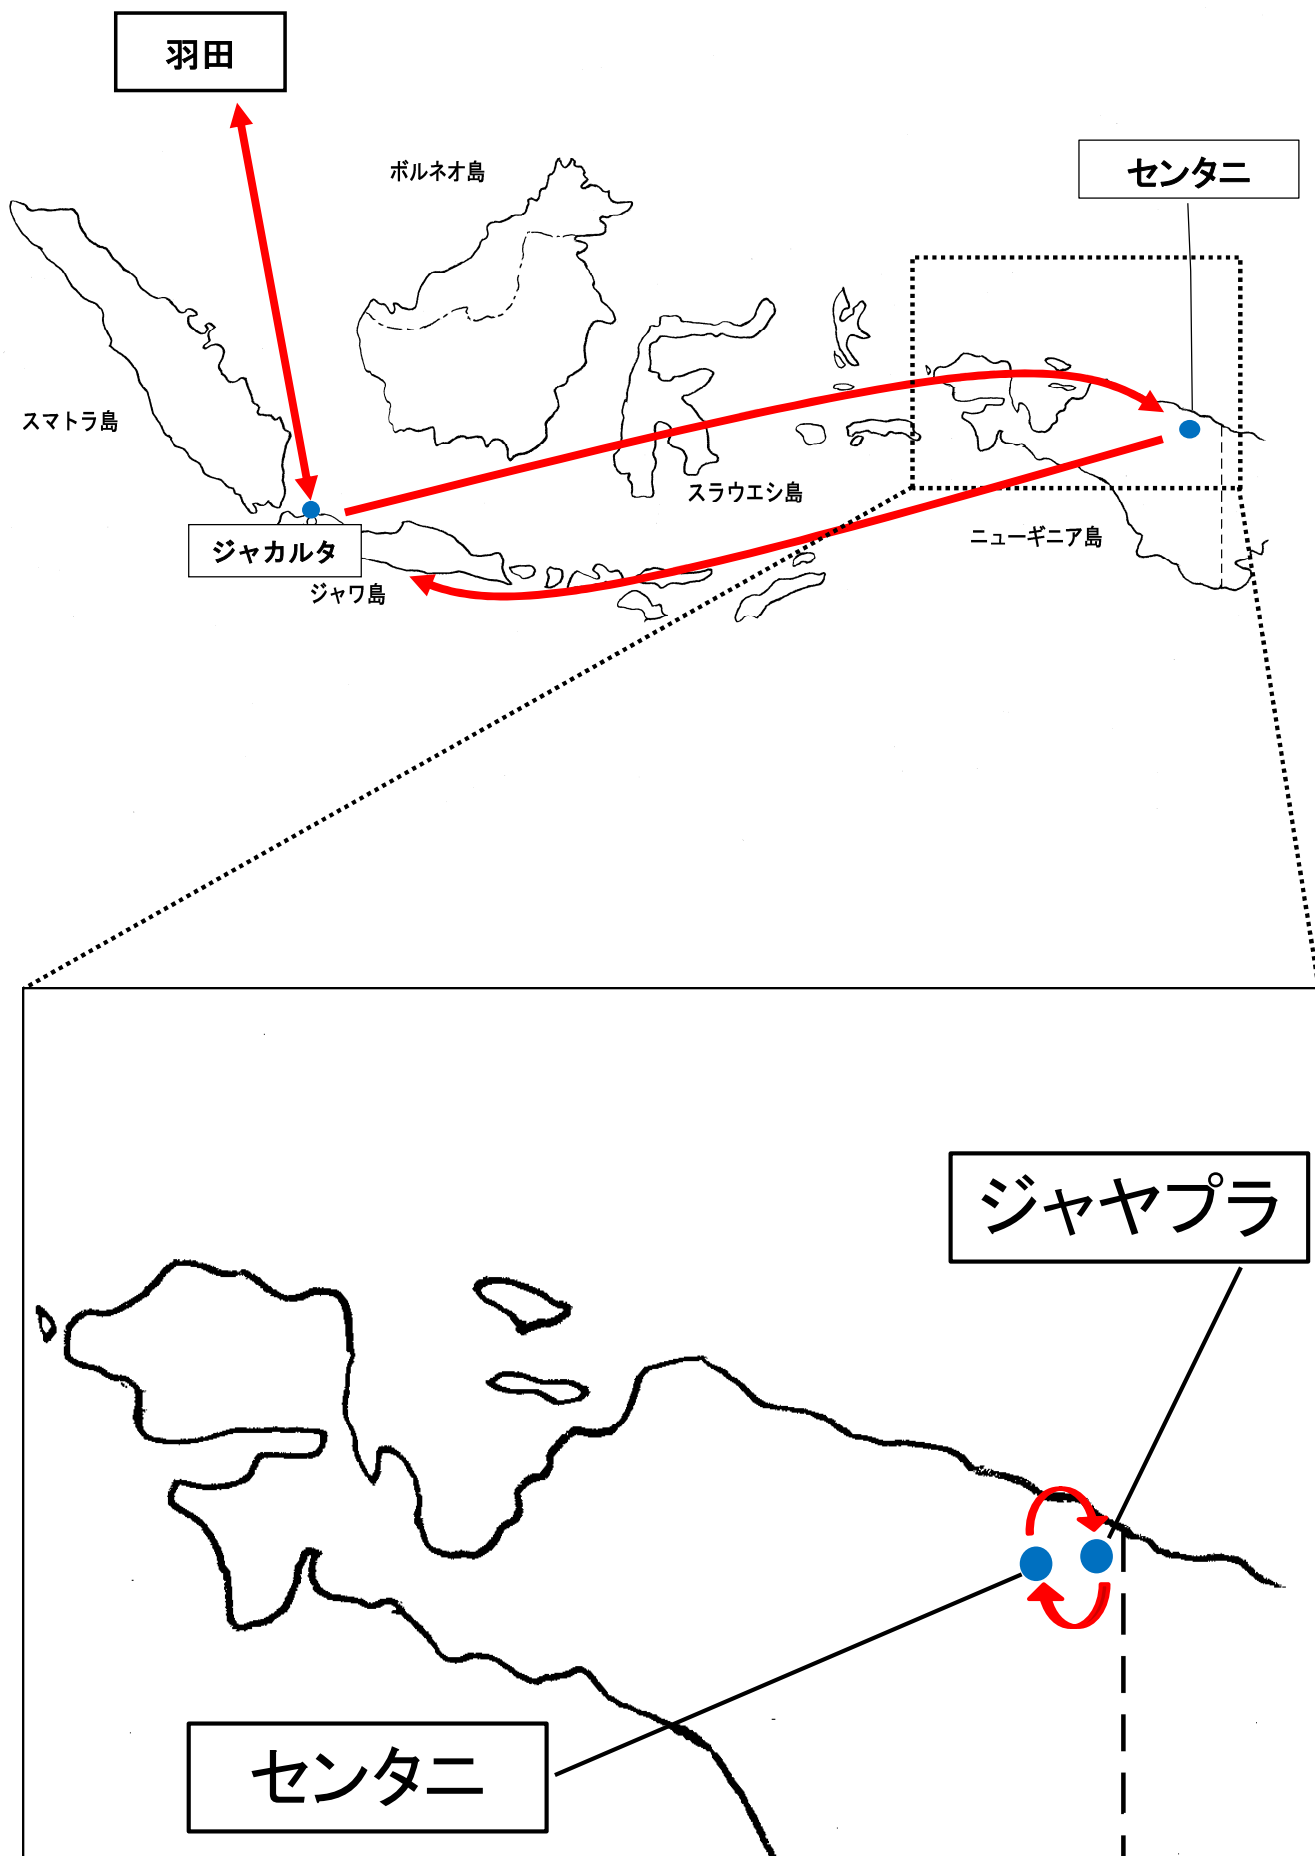 羽田
ボルネオ島
センタニ
スマトラ島
スラウエシ島
ニューギニア島
ジャカルタ
ジャワ島
ジャヤプラ
センタニ